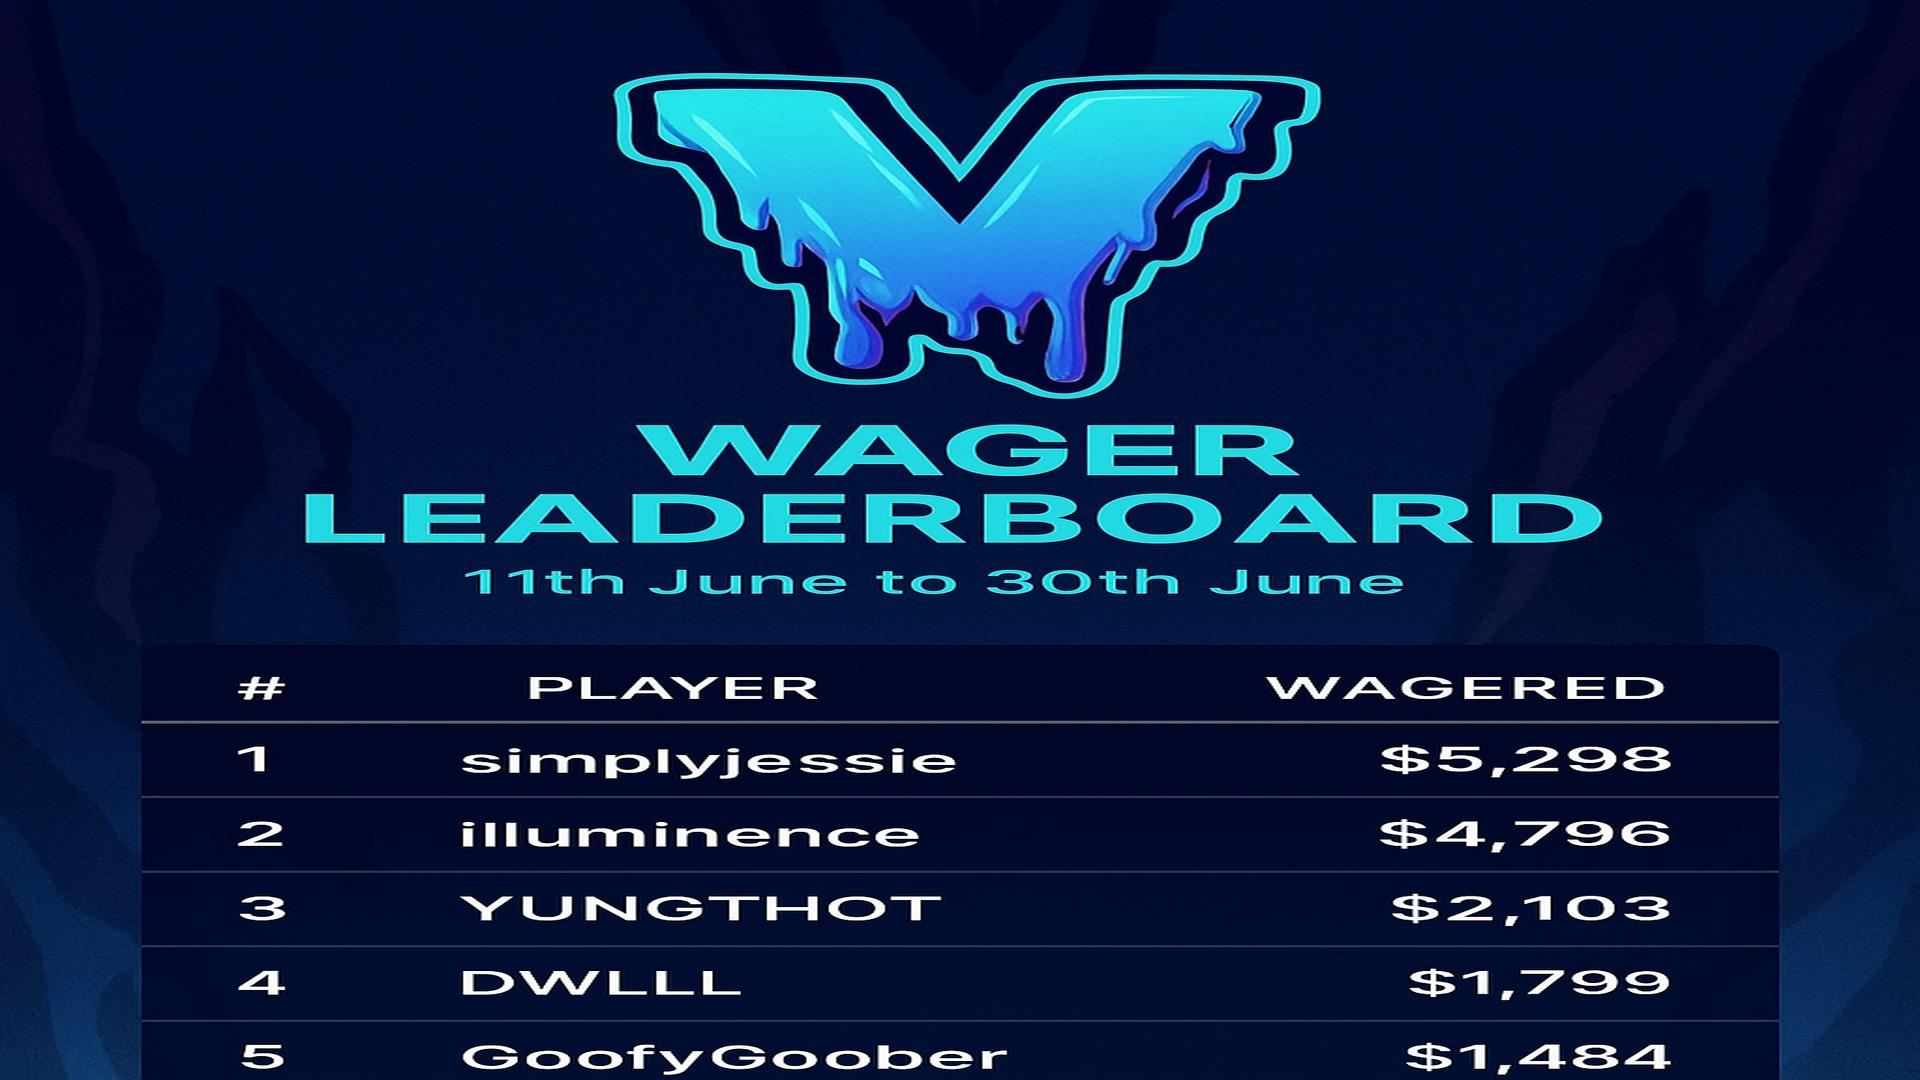 WAGER
LEADERBOARD
11th June to 30th June
# PLAYER WAGERED
1 simplyjessie $5,298
2 illuminence $4,796
3 YUNGTHOT $2,103
4 DWLLL $1,799
5 GoofyGoober $1,484